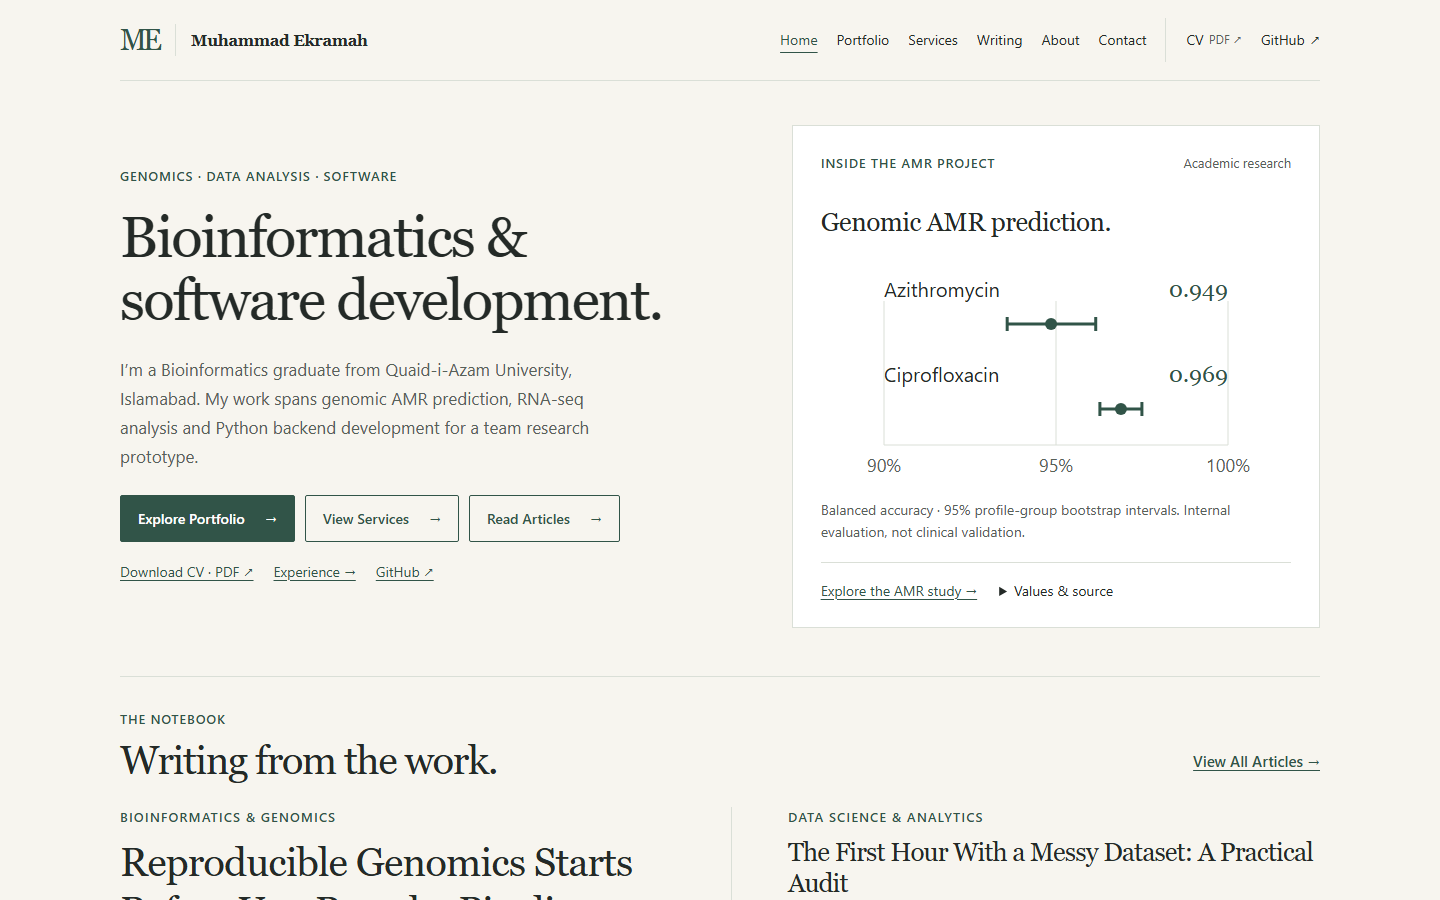 ME
Muhammad Ekramah
Home Portfolio Services Writing About Contact CV PDF ↗ GitHub ↗
GENOMICS · DATA ANALYSIS · SOFTWARE
Bioinformatics &
software development.
I’m a Bioinformatics graduate from Quaid-i-Azam University,
Islamabad. My work spans genomic AMR prediction, RNA-seq
analysis and Python backend development for a team research
prototype.
Explore Portfolio →
View Services →
Read Articles →
Download CV · PDF ↗
Experience →
GitHub ↗
INSIDE THE AMR PROJECT
Academic research
Genomic AMR prediction.
Azithromycin 0.949
Ciprofloxacin 0.969
90% 95% 100%
Balanced accuracy · 95% profile-group bootstrap intervals. Internal
evaluation, not clinical validation.
Explore the AMR study →
▶ Values & source
THE NOTEBOOK
Writing from the work.
View All Articles →
BIOINFORMATICS & GENOMICS
Reproducible Genomics Starts
DATA SCIENCE & ANALYTICS
The First Hour With a Messy Dataset: A Practical
Audit